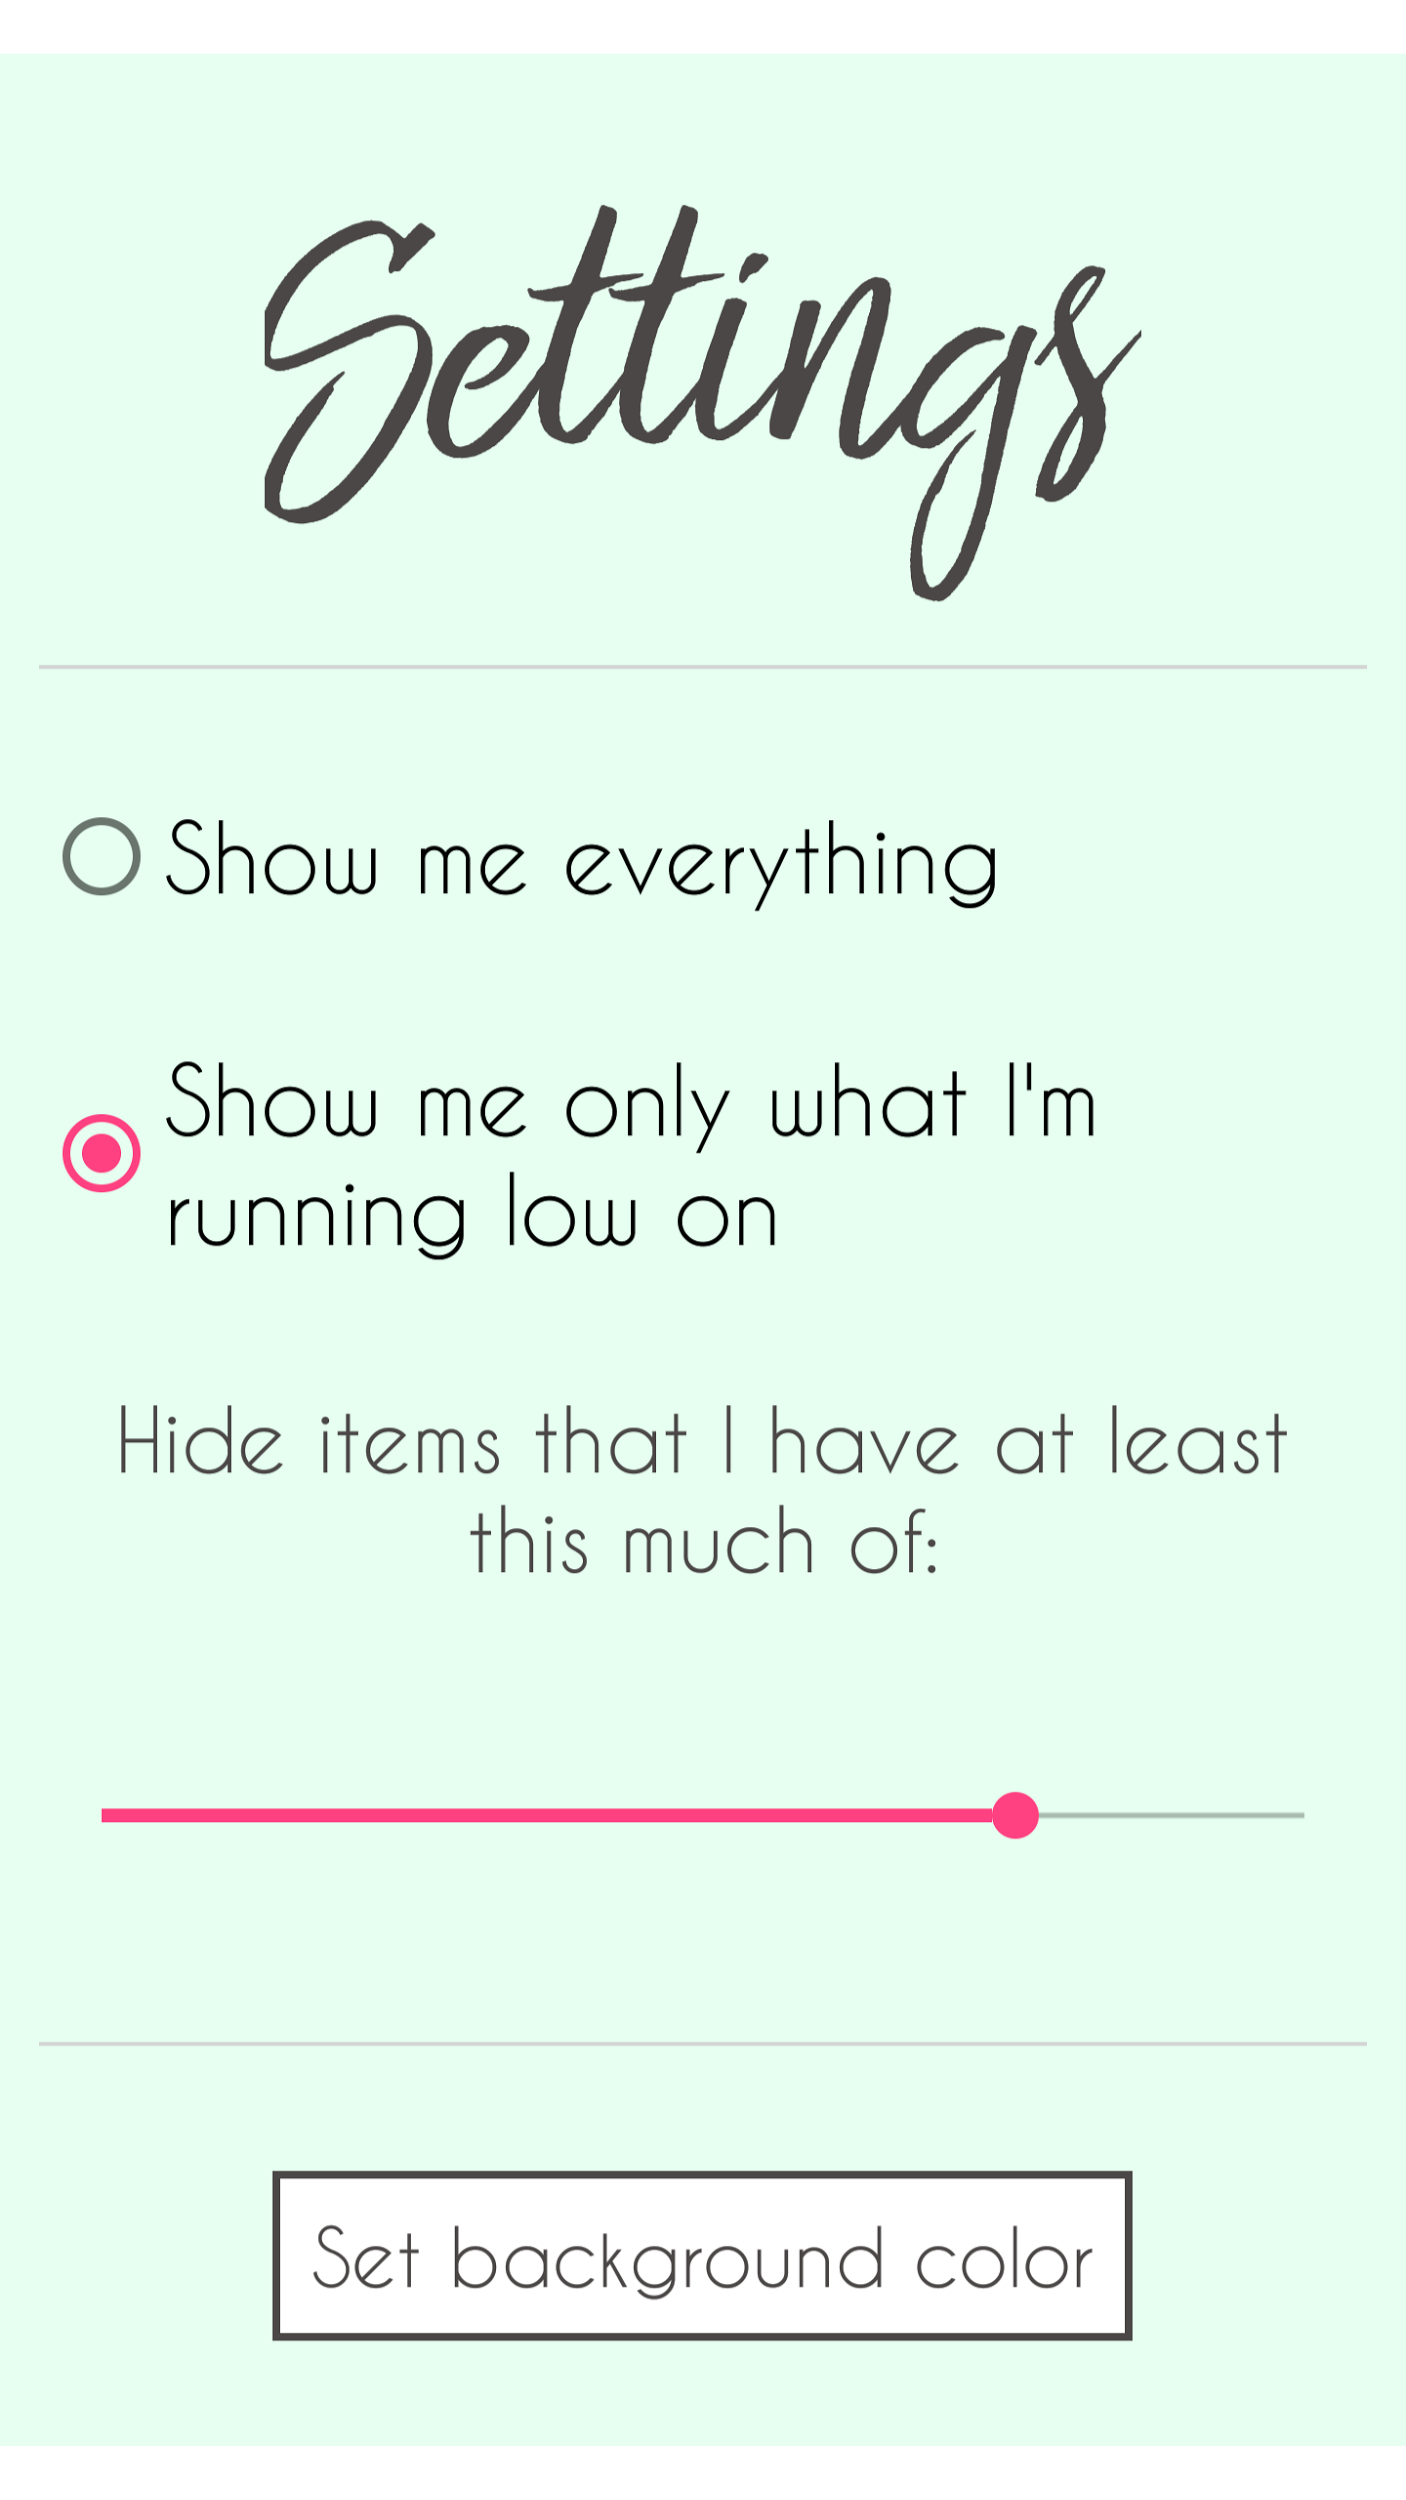 Settings
Show me everything
Show me only what I'm
running low on
Hide items that I have at least
this much of:
Set background color